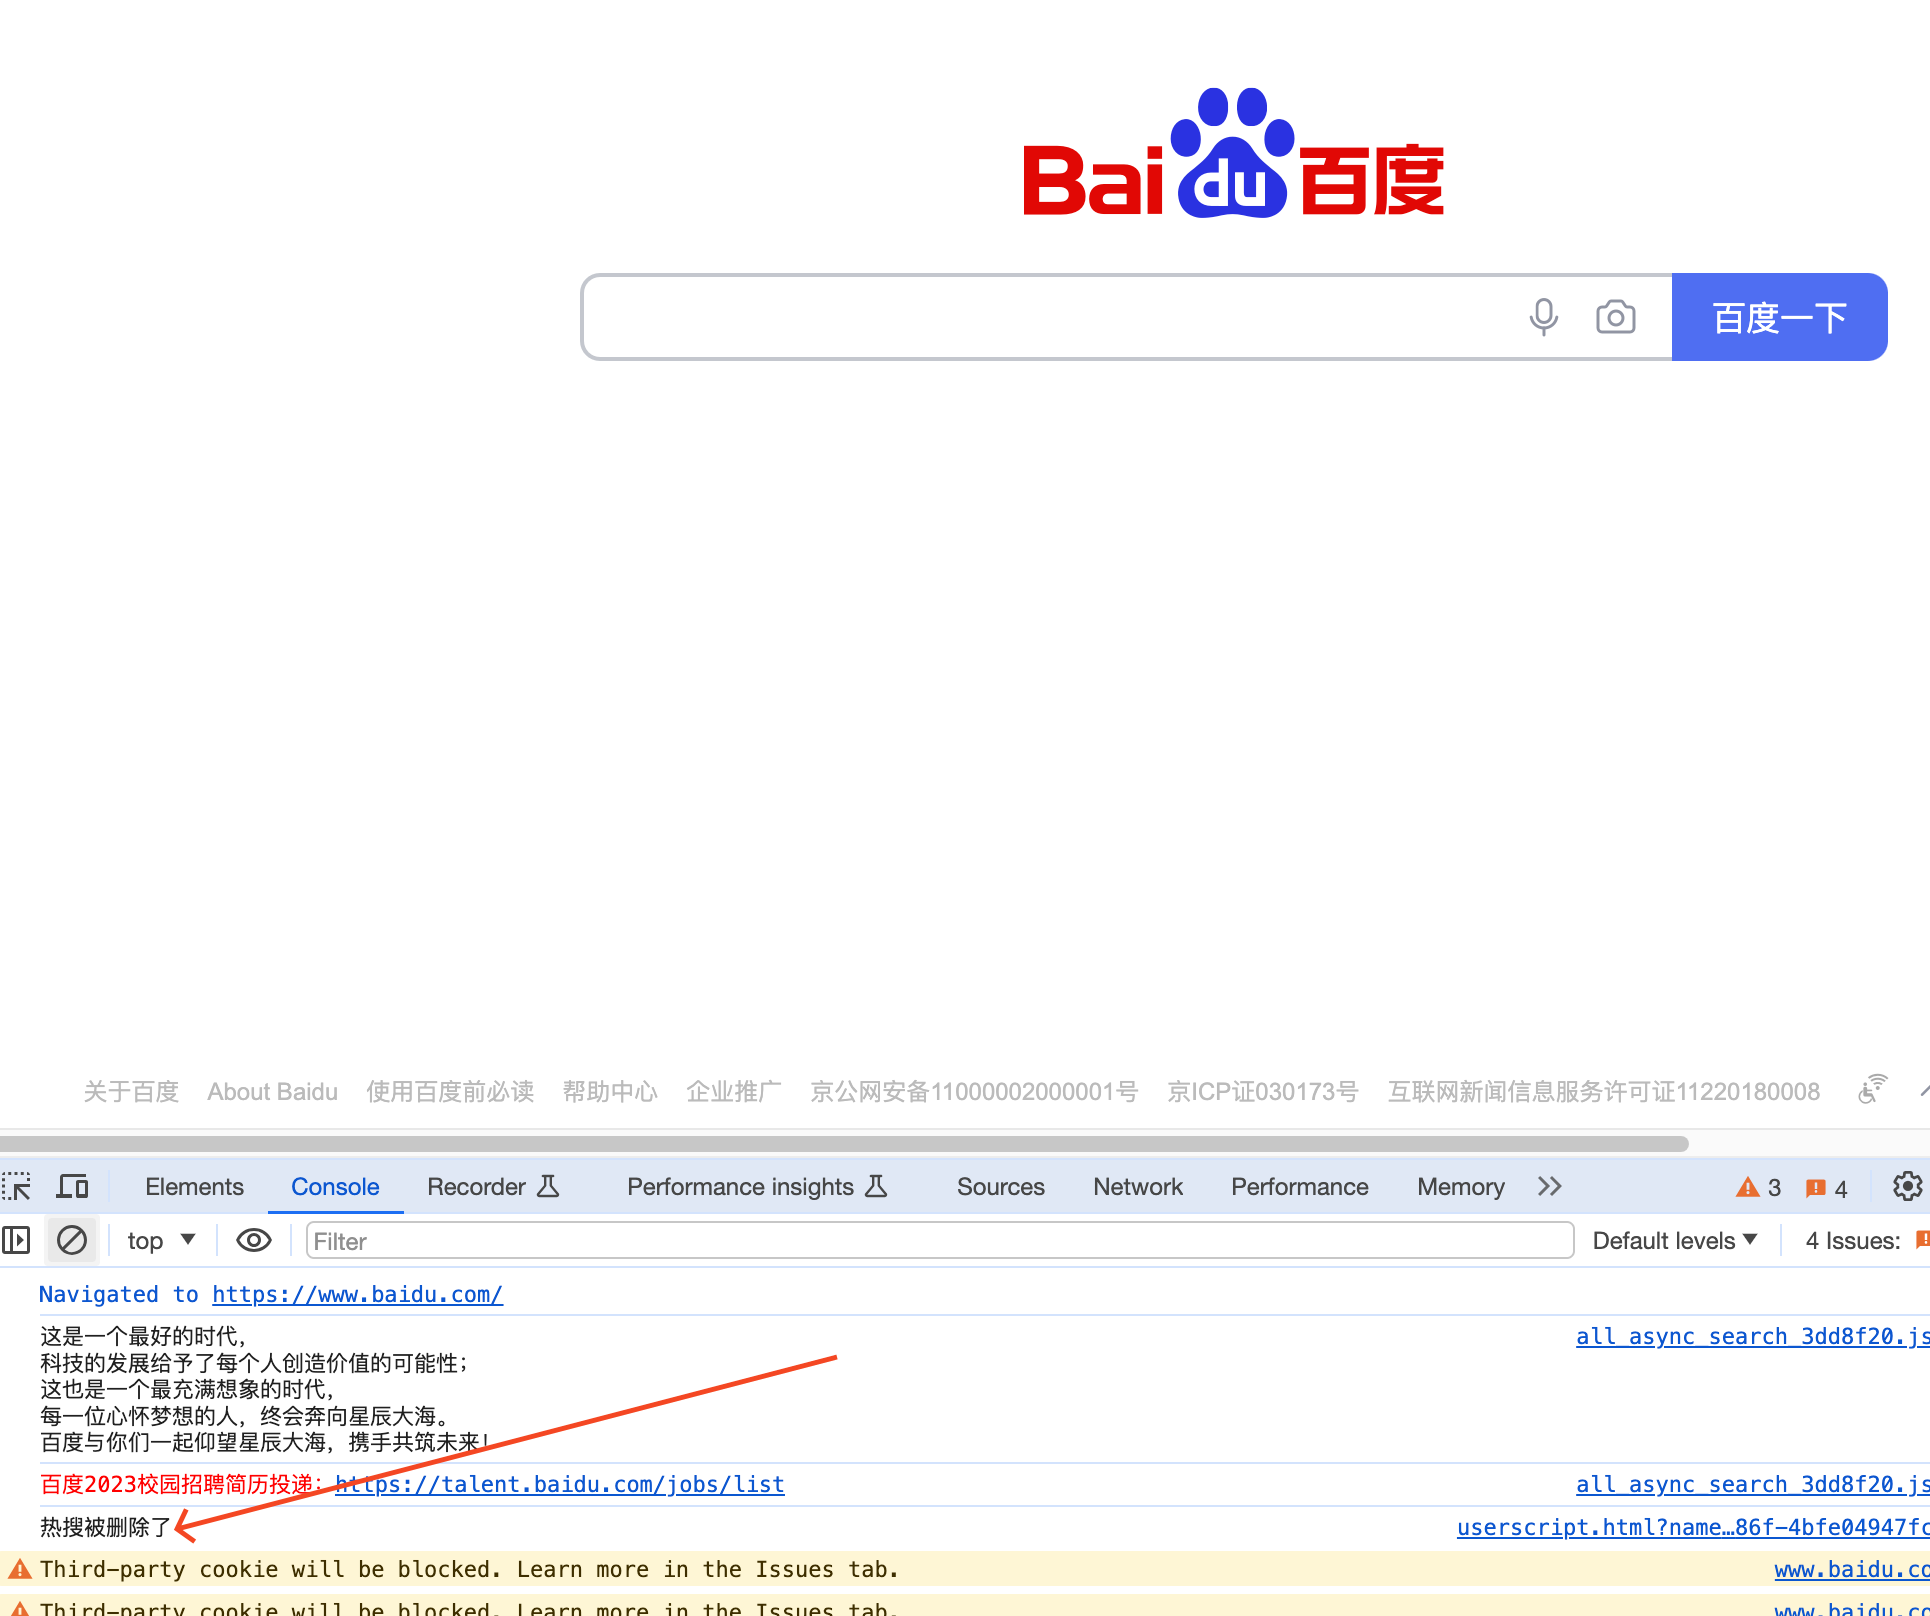 Bai du 百度
百度一下
关于百度 About Baidu 使用百度前必读 帮助中心 企业推广 京公网安备11000002000001号 京ICP证030173号 互联网新闻信息服务许可证11220180008
Elements Console Recorder Performance insights Sources Network Performance Memory 3 4
top Filter Default levels 4 Issues:
Navigated to https://www.baidu.com/
这是一个最好的时代, all_async_search_3dd8f20.js
科技的发展给予了每个人创造价值的可能性;
这也是一个最充满想象的时代,
每一位心怀梦想的人，终会奔向星辰大海。
百度与你们一起仰望星辰大海，携手共筑未来!
百度2023校园招聘简历投递: https://talent.baidu.com/jobs/list all_async_search_3dd8f20.js
热搜被删除了 userscript.html?name…86f-4bfe04947fc
Third-party cookie will be blocked. Learn more in the Issues tab. www.baidu.co
Third-party cookie will be blocked. Learn more in the Issues tab. www.baidu.co